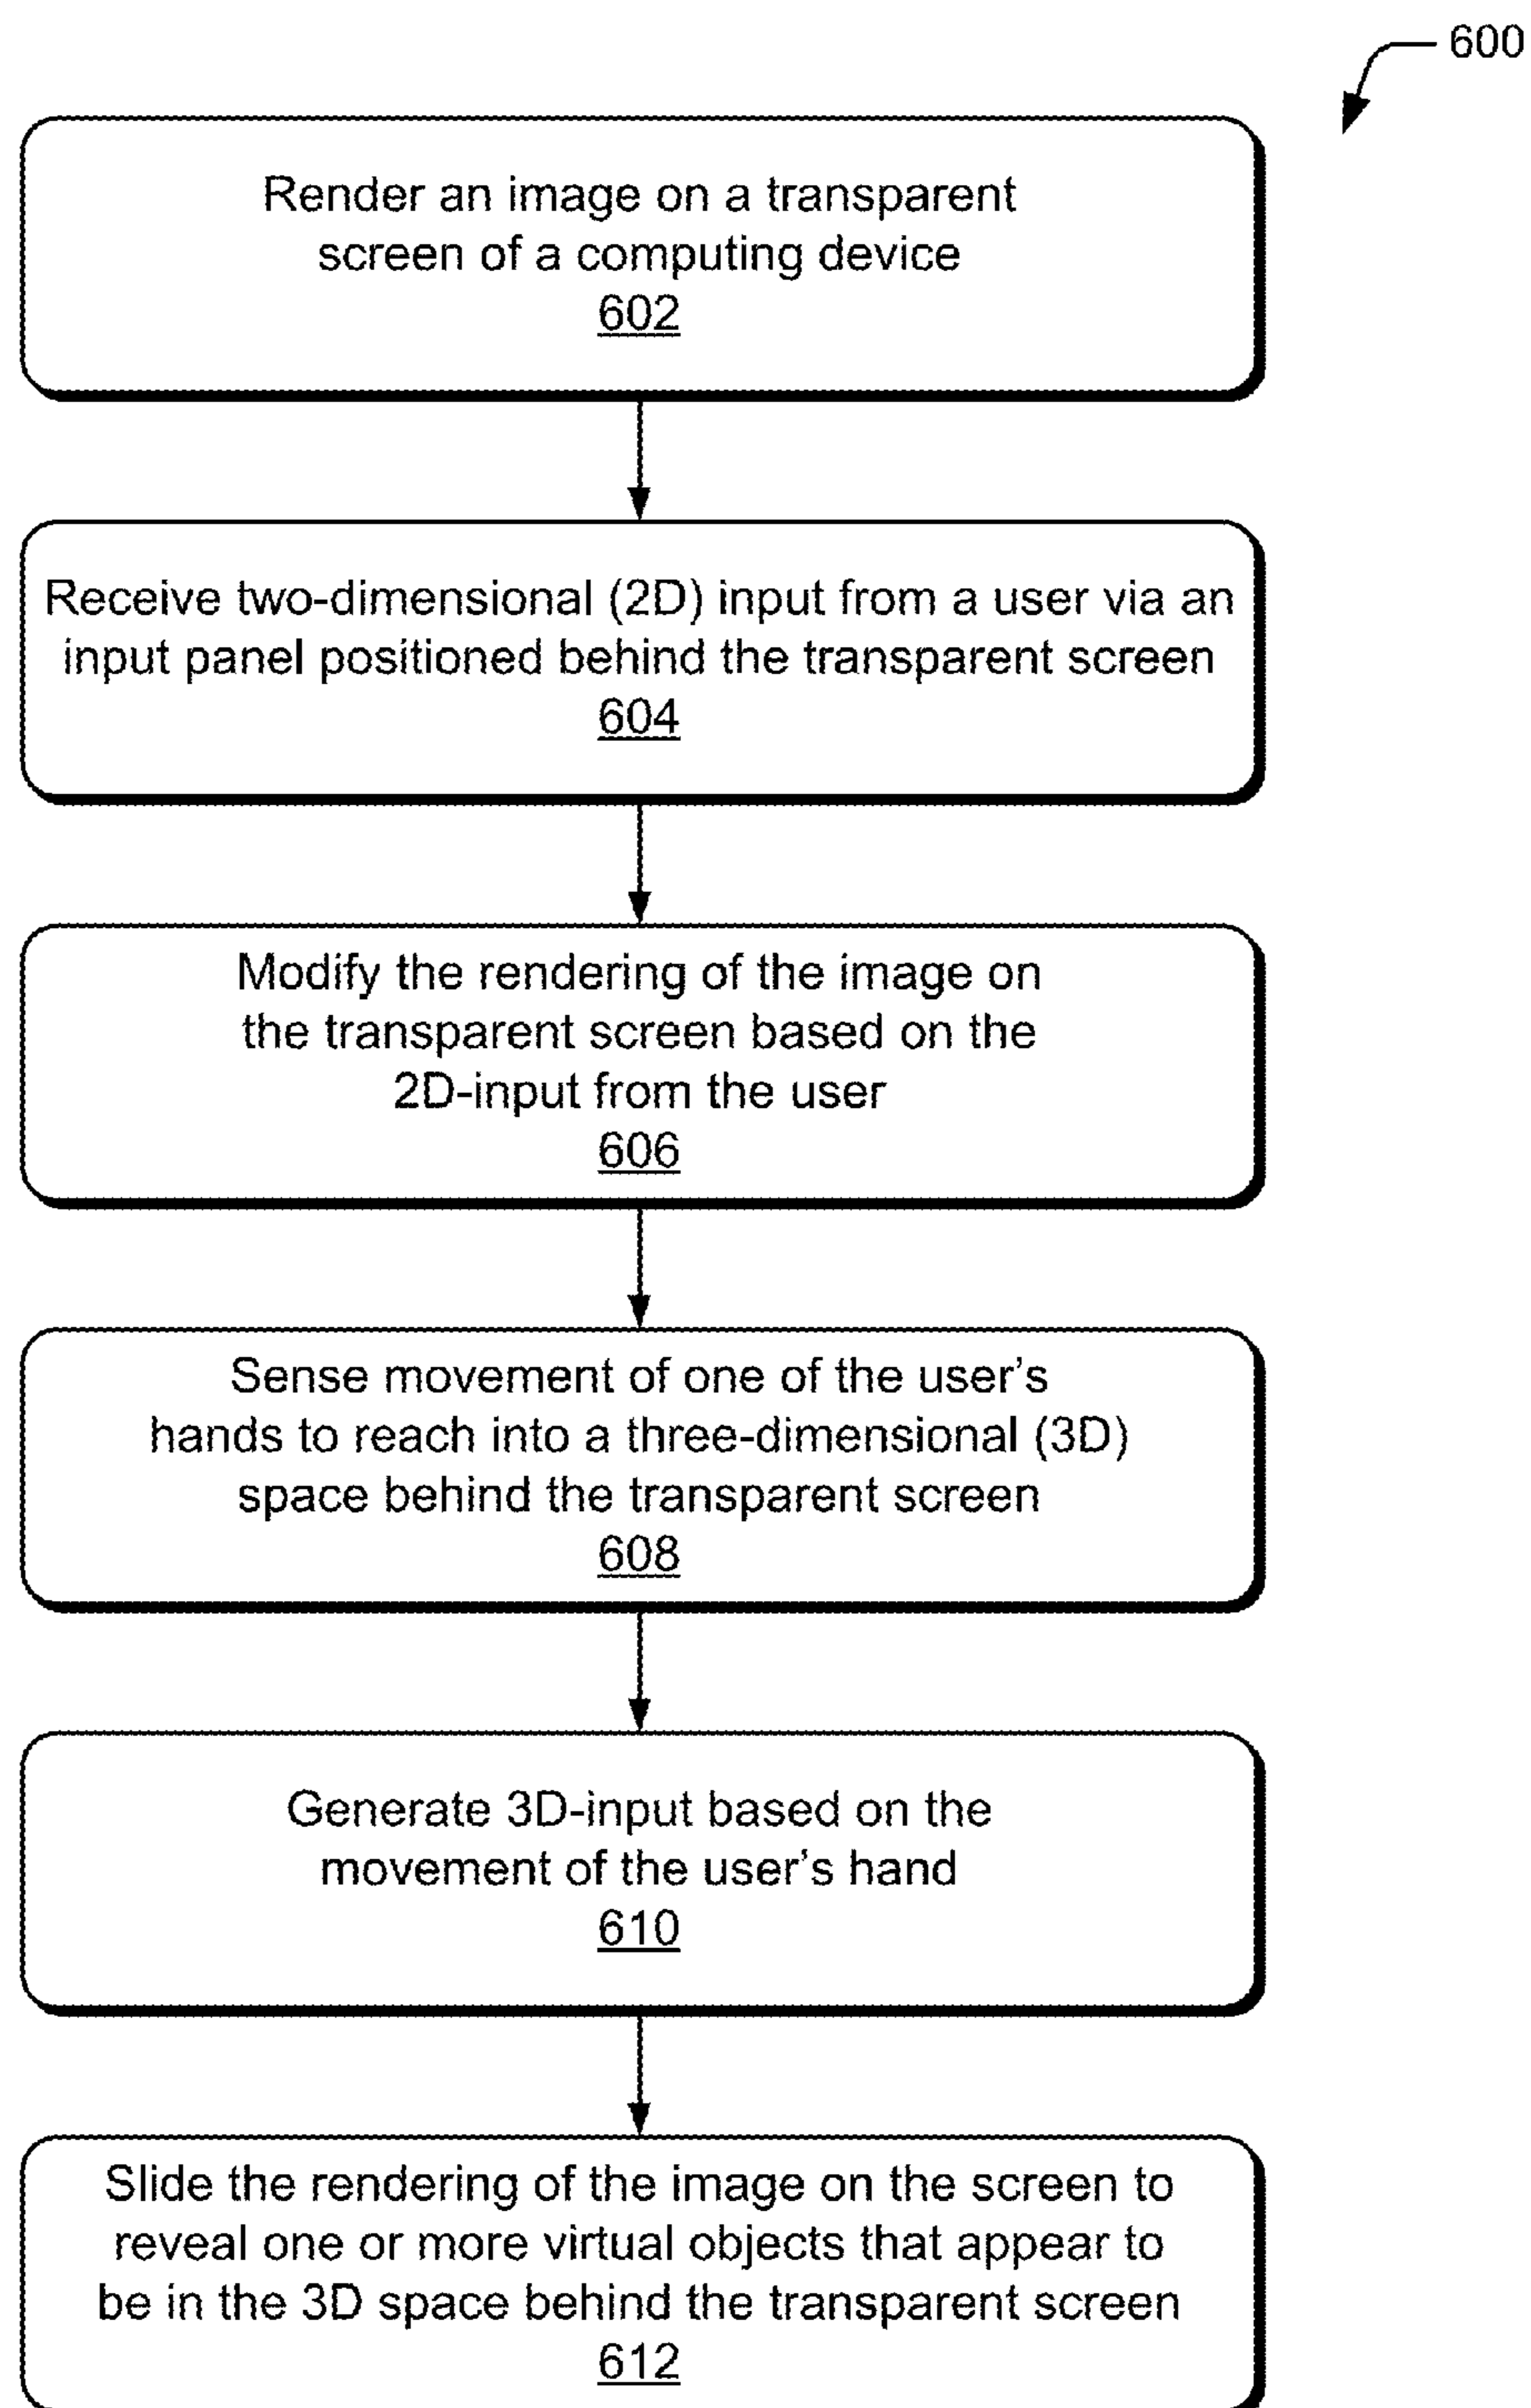 600
Render an image on a transparent
screen of a computing device
602
Receive two-dimensional (2D) input from a user via an
input panel positioned behind the transparent screen
604
Modify the rendering of the image on
the transparent screen based on the
2D-input from the user
606
Sense movement of one of the user's
hands to reach into a three-dimensional (3D)
space behind the transparent screen
608
Generate 3D-input based on the
movement of the user's hand
610
Slide the rendering of the image on the screen to
reveal one or more virtual objects that appear to
be in the 3D space behind the transparent screen
612